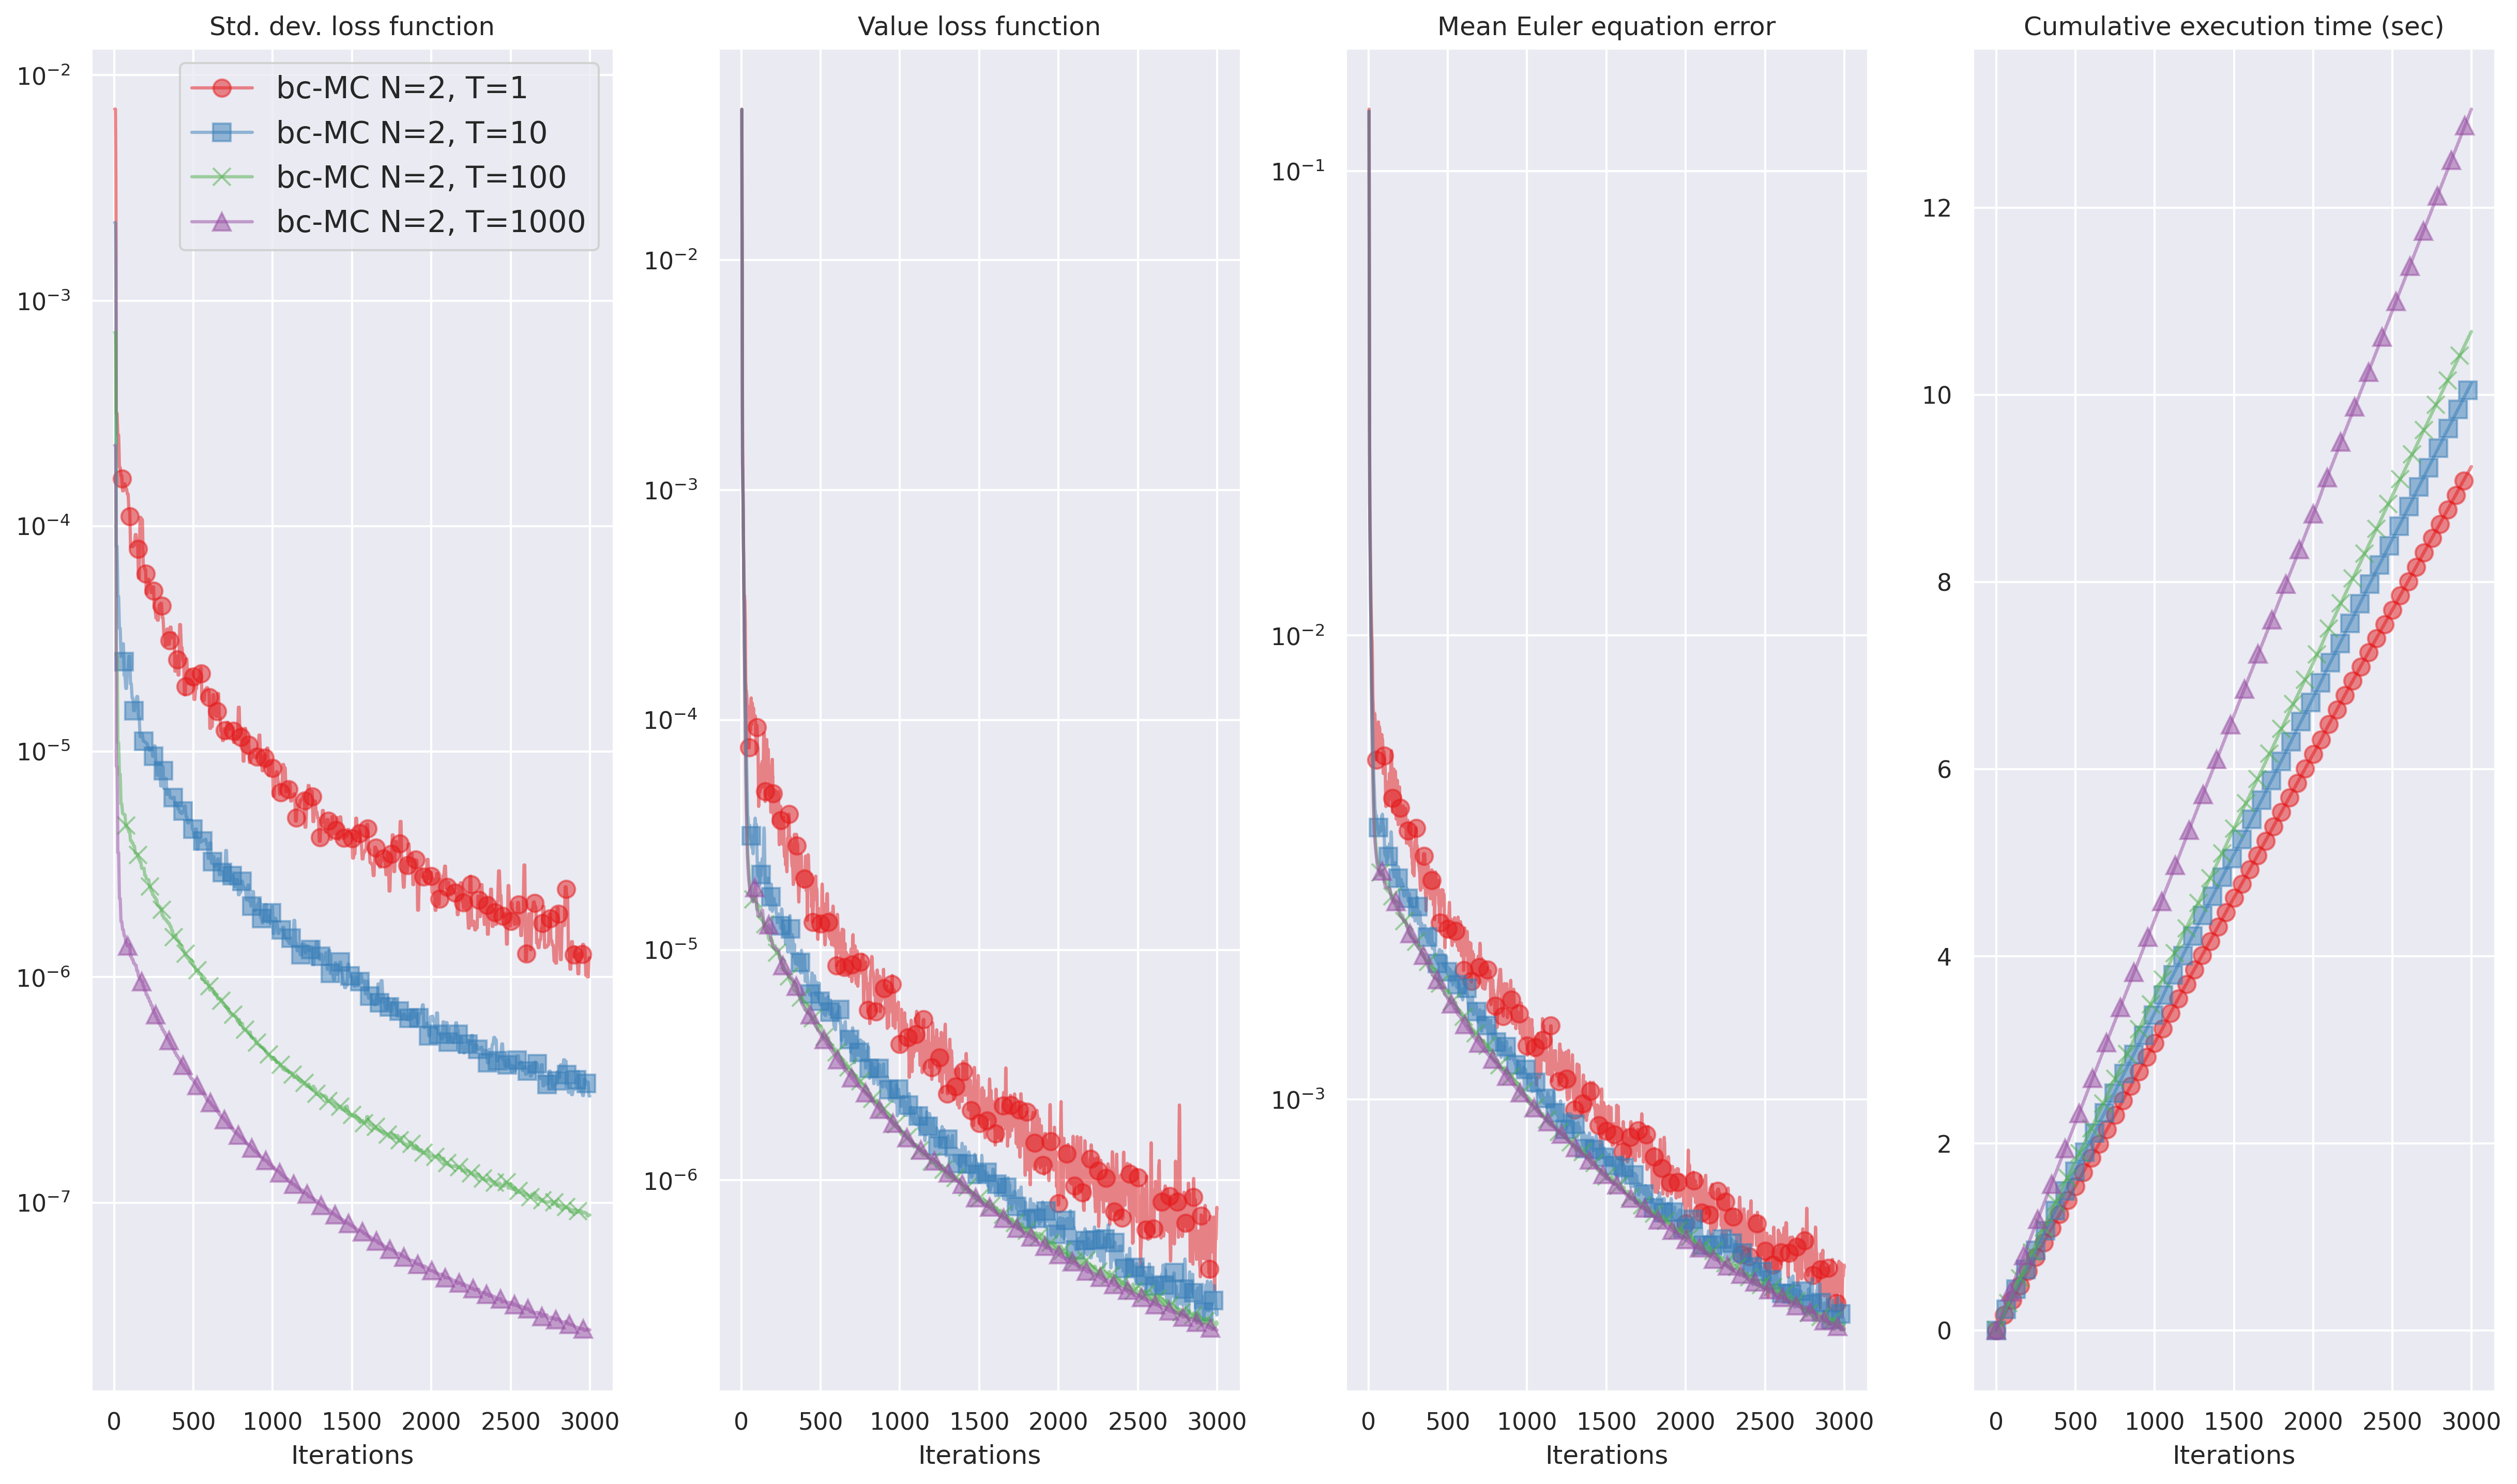 Std. dev. loss function
10⁻²
10⁻³
10⁻⁴
10⁻⁵
10⁻⁶
10⁻⁷
bc-MC N=2, T=1
bc-MC N=2, T=10
bc-MC N=2, T=100
bc-MC N=2, T=1000
0 500 1000 1500 2000 2500 3000
Iterations
Value loss function
10⁻²
10⁻³
10⁻⁴
10⁻⁵
10⁻⁶
0 500 1000 1500 2000 2500 3000
Iterations
Mean Euler equation error
10⁻¹
10⁻²
10⁻³
0 500 1000 1500 2000 2500 3000
Iterations
Cumulative execution time (sec)
12
10
8
6
4
2
0
0 500 1000 1500 2000 2500 3000
Iterations